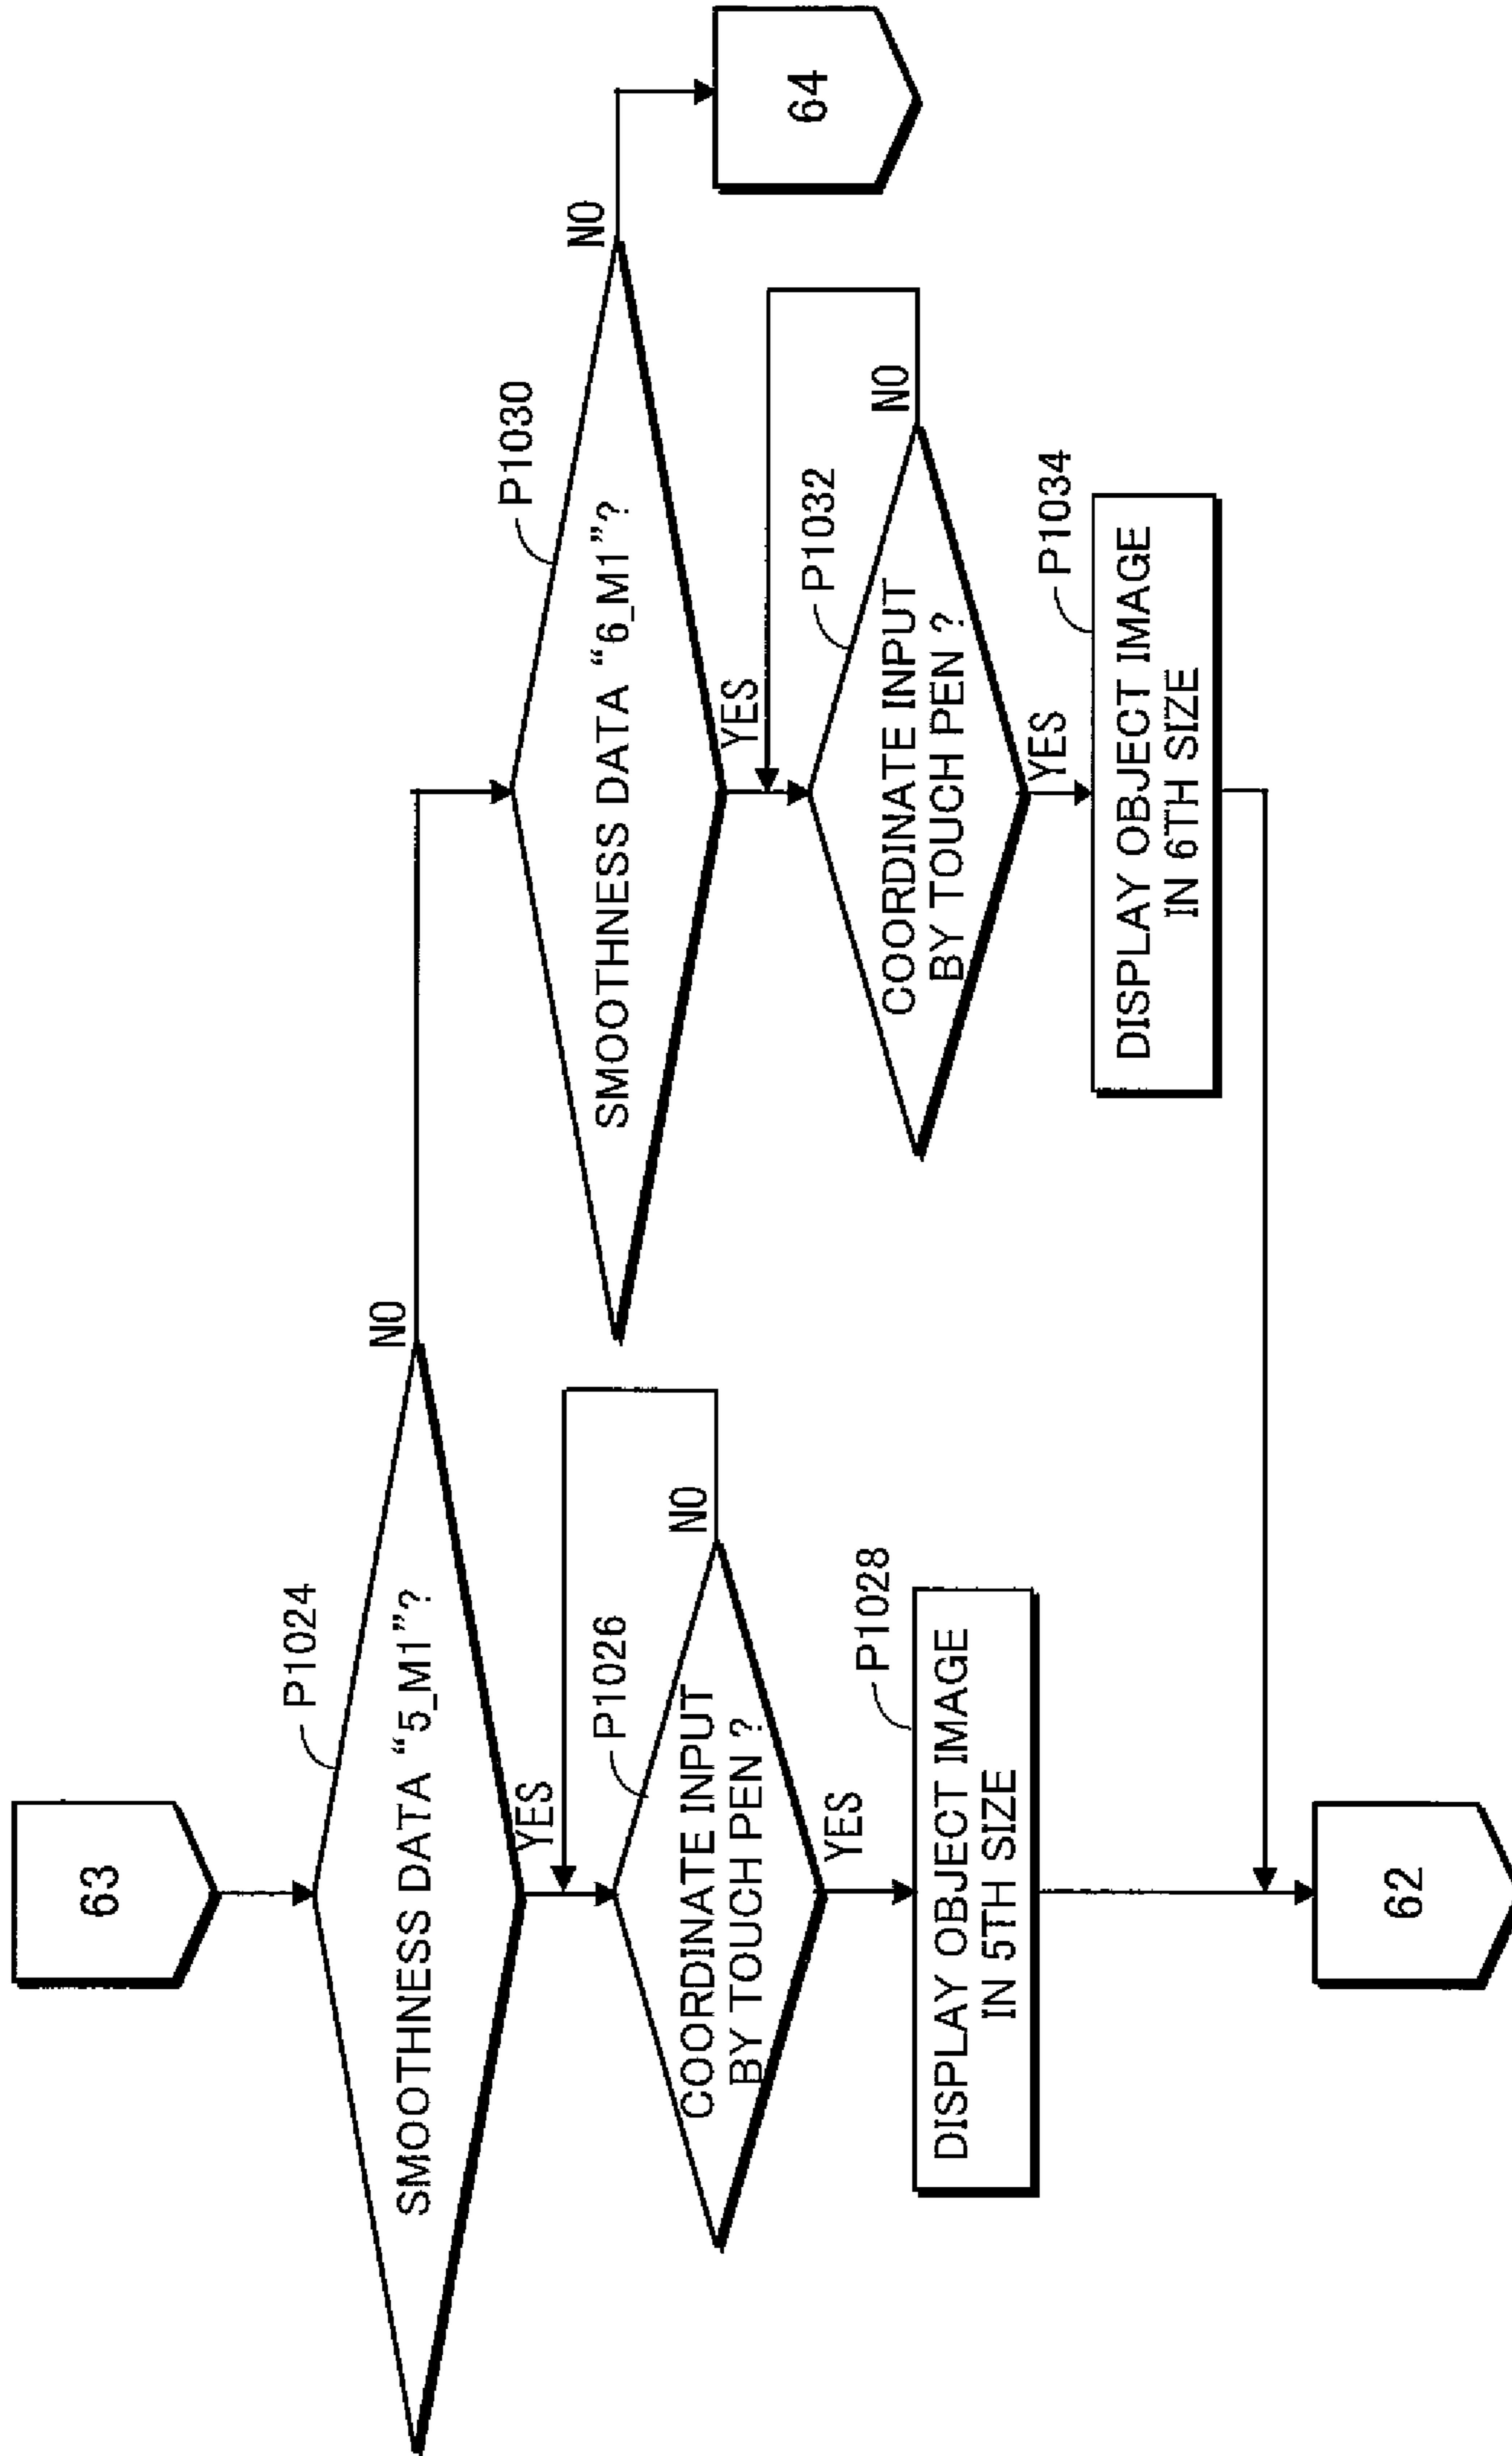 63
P1024
SMOOTHNESS DATA “5_M1”?
NO
YES
P1026
COORDINATE INPUT
BY TOUCH PEN ?
NO
YES
P1028
DISPLAY OBJECT IMAGE
IN 5TH SIZE
62
P1030
SMOOTHNESS DATA “6_M1”?
NO
64
YES
P1032
COORDINATE INPUT
BY TOUCH PEN ?
NO
YES
P1034
DISPLAY OBJECT IMAGE
IN 6TH SIZE